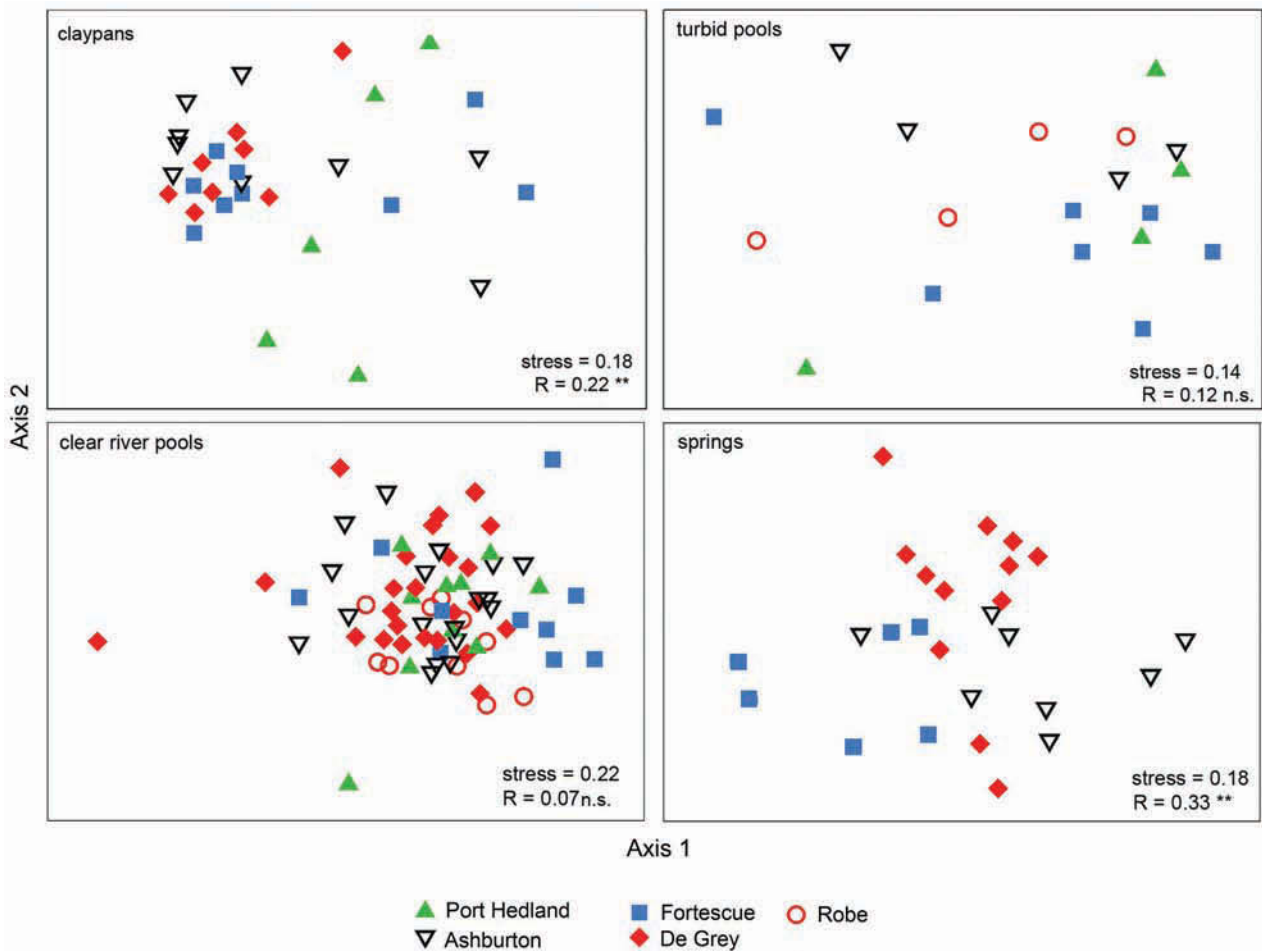 claypans
stress = 0.18
R = 0.22 **
turbid pools
stress = 0.14
R = 0.12 n.s.
Axis 2
clear river pools
stress = 0.22
R = 0.07n.s.
springs
stress = 0.18
R = 0.33 **
Axis 1
Port Hedland
Fortescue
Robe
Ashburton
De Grey